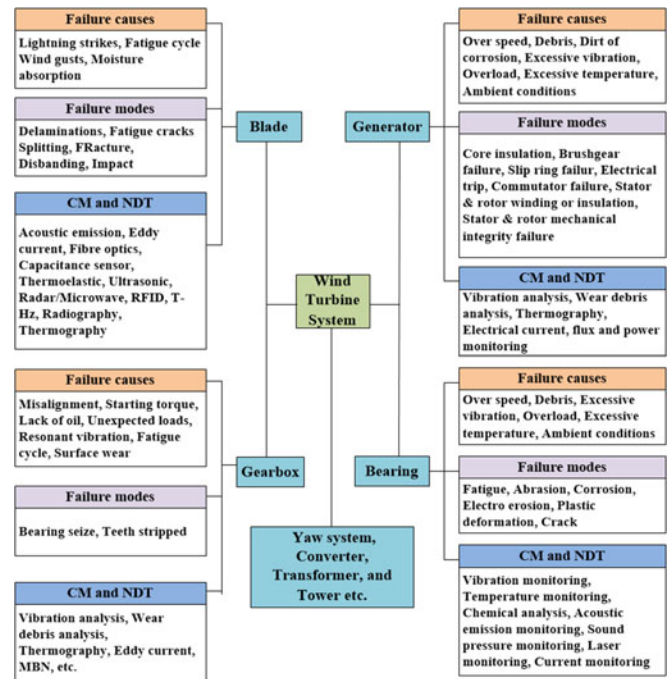 Failure causes
Lightning strikes, Fatigue cycle
Wind gusts, Moisture
absorption
Failure modes
Delaminations, Fatigue cracks
Splitting, FRacture,
Disbanding, Impact
CM and NDT
Acoustic emission, Eddy
current, Fibre optics,
Capacitance sensor,
Thermoelastic, Ultrasonic,
Radar/Microwave, RFID, T-
Hz, Radiography,
Thermography
Blade
Failure causes
Misalignment, Starting torque,
Lack of oil, Unexpected loads,
Resonant vibration, Fatigue
cycle, Surface wear
Failure modes
Bearing seize, Teeth stripped
CM and NDT
Vibration analysis, Wear
debris analysis,
Thermography, Eddy current,
MBN, etc.
Gearbox
Wind
Turbine
System
Yaw system,
Converter,
Transformer, and
Tower etc.
Generator
Failure causes
Over speed, Debris, Dirt of
corrosion, Excessive vibration,
Overload, Excessive temperature,
Ambient conditions
Failure modes
Core insulation, Brushgear
failure, Slip ring failur, Electrical
trip, Commutator failure, Stator
& rotor winding or insulation,
Stator & rotor mechanical
integrity failure
CM and NDT
Vibration analysis, Wear debris
analysis, Thermography,
Electrical current, flux and power
monitoring
Bearing
Failure causes
Over speed, Debris, Excessive
vibration, Overload, Excessive
temperature, Ambient conditions
Failure modes
Fatigue, Abrasion, Corrosion,
Electro erosion, Plastic
deformation, Crack
CM and NDT
Vibration monitoring,
Temperature monitoring,
Chemical analysis, Acoustic
emission monitoring, Sound
pressure monitoring, Laser
monitoring, Current monitoring